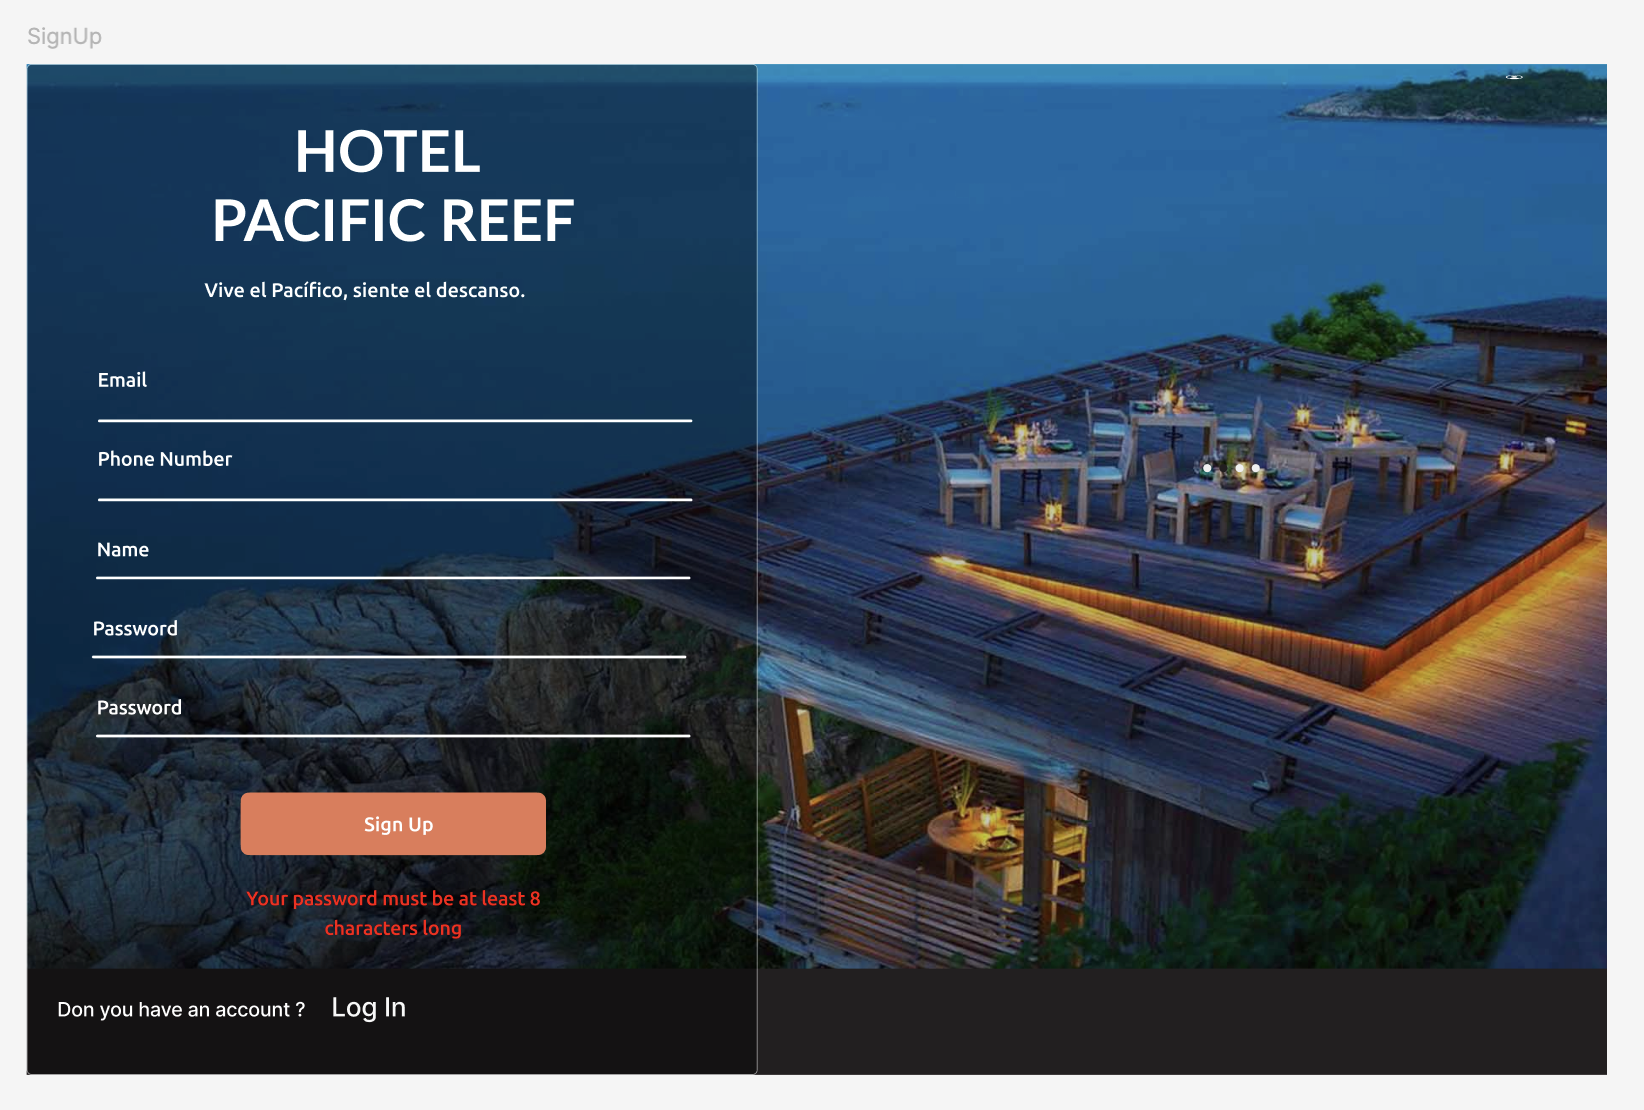 SignUp
HOTEL
PACIFIC REEF
Vive el Pacífico, siente el descanso.
Email
Phone Number
Name
Password
Password
Sign Up
Your password must be at least 8
characters long
Don you have an account ? Log In